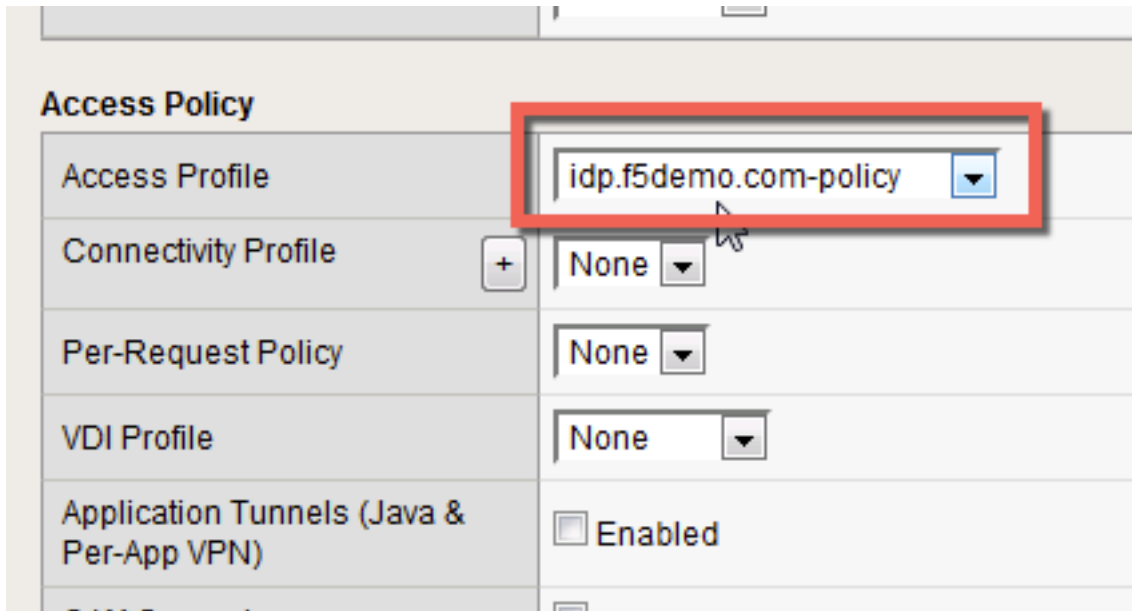 Access Policy
Access Profile
idp.f5demo.com-policy
Connectivity Profile
+
None
Per-Request Policy
None
VDI Profile
None
Application Tunnels (Java &
Per-App VPN)
Enabled